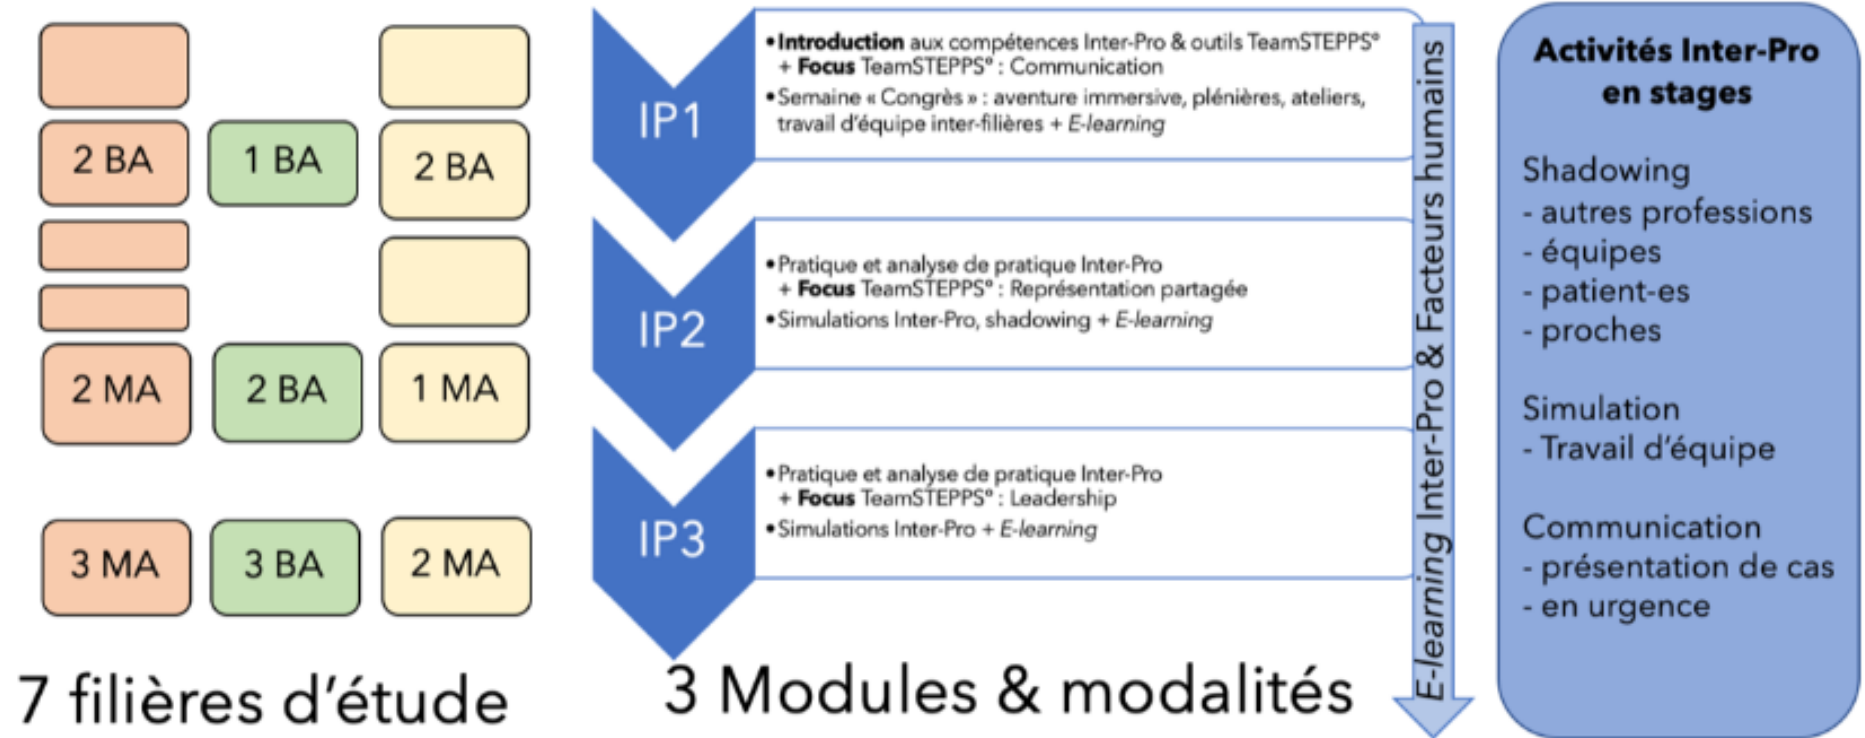 2 BA
1 BA
2 BA
2 MA
2 BA
1 MA
3 MA
3 BA
2 MA
7 filières d'étude
IP1
•Introduction aux compétences Inter-Pro & outils TeamSTEPPS®
+ Focus TeamSTEPPS® : Communication
•Semaine « Congrès » : aventure immersive, plénières, ateliers,
travail d'équipe inter-filières + E-learning
IP2
•Pratique et analyse de pratique Inter-Pro
+ Focus TeamSTEPPS® : Représentation partagée
•Simulations Inter-Pro, shadowing + E-learning
IP3
•Pratique et analyse de pratique Inter-Pro
+ Focus TeamSTEPPS® : Leadership
•Simulations Inter-Pro + E-learning
3 Modules & modalités
E-learning Inter-Pro & Facteurs humains
Activités Inter-Pro
en stages
Shadowing
- autres professions
- équipes
- patient-es
- proches
Simulation
- Travail d'équipe
Communication
- présentation de cas
- en urgence